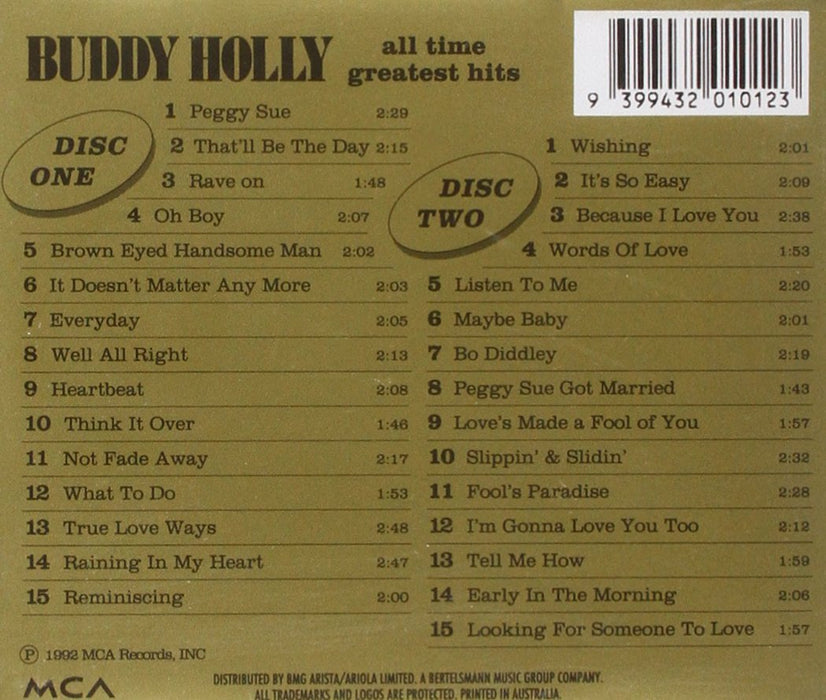 BUDDY HOLLY
all time
greatest hits
9 399432 010123
DISC
ONE
1 Peggy Sue 2:29
2 That'll Be The Day 2:15
3 Rave on 1:48
4 Oh Boy 2:07
5 Brown Eyed Handsome Man 2:02
6 It Doesn't Matter Any More 2:03
7 Everyday 2:05
8 Well All Right 2:13
9 Heartbeat 2:08
10 Think It Over 1:46
11 Not Fade Away 2:17
12 What To Do 1:53
13 True Love Ways 2:48
14 Raining In My Heart 2:47
15 Reminiscing 2:00
DISC
TWO
1 Wishing 2:01
2 It's So Easy 2:09
3 Because I Love You 2:38
4 Words Of Love 1:53
5 Listen To Me 2:20
6 Maybe Baby 2:01
7 Bo Diddley 2:19
8 Peggy Sue Got Married 1:43
9 Love's Made a Fool of You 1:57
10 Slippin' & Slidin' 2:32
11 Fool's Paradise 2:28
12 I'm Gonna Love You Too 2:12
13 Tell Me How 1:59
14 Early In The Morning 2:06
15 Looking For Someone To Love 1:57
Ⓟ 1992 MCA Records, INC
MCA
DISTRIBUTED BY BMG ARISTA/ARIOLA LIMITED. A BERTELSMANN MUSIC GROUP COMPANY.
ALL TRADEMARKS AND LOGOS ARE PROTECTED. PRINTED IN AUSTRALIA.